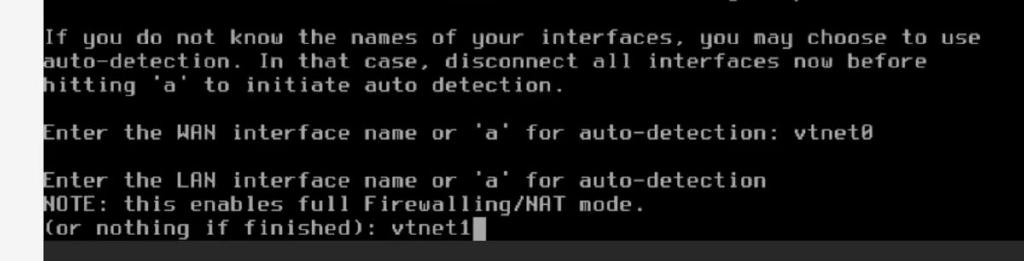 If you do not know the names of your interfaces, you may choose to use
auto-detection. In that case, disconnect all interfaces now before
hitting 'a' to initiate auto detection.
Enter the WAN interface name or 'a' for auto-detection: vtnet0
Enter the LAN interface name or 'a' for auto-detection
NOTE: this enables full Firewalling/NAT mode.
(or nothing if finished): vtnet1